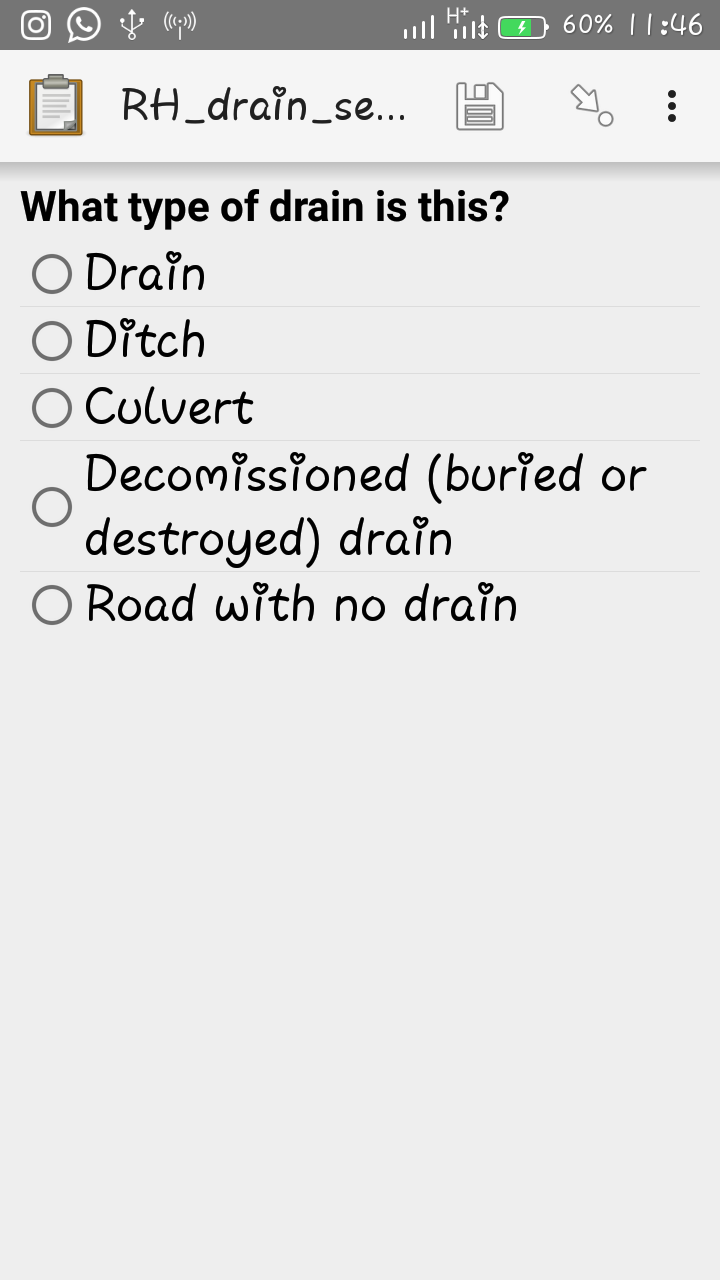 H+ 60% 11:46
RH_drain_se...
What type of drain is this?
Drain
Ditch
Culvert
Decomissioned (buried or
destroyed) drain
Road with no drain